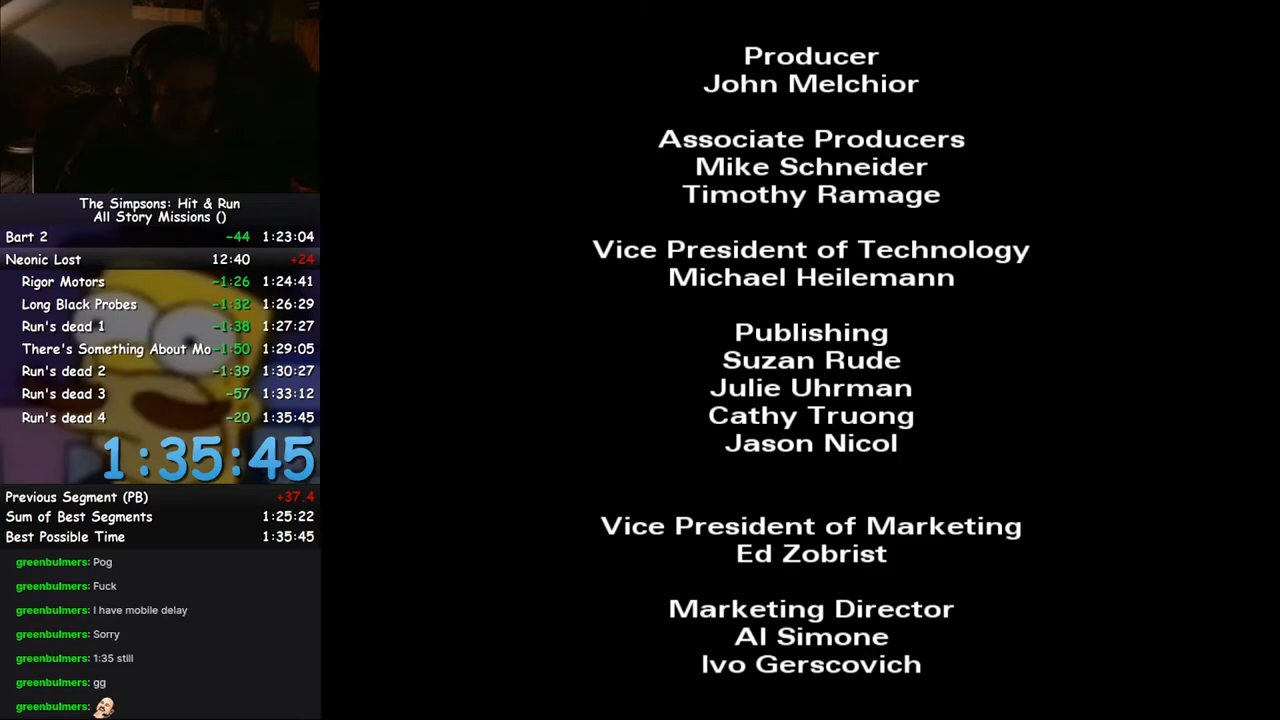 The Simpsons: Hit & Run
All Story Missions ()
Bart 2 -44 1:23:04
Neonic Lost 12:40 +24
Rigor Motors -1:26 1:24:41
Long Black Probes -1:32 1:26:29
Run's dead 1 -1:38 1:27:27
There's Something About Mo -1:50 1:29:05
Run's dead 2 -1:39 1:30:27
Run's dead 3 -57 1:33:12
Run's dead 4 -20 1:35:45
1:35:45
Previous Segment (PB) +37.4
Sum of Best Segments 1:25:22
Best Possible Time 1:35:45
greenbulmers: Pog
greenbulmers: Fuck
greenbulmers: I have mobile delay
greenbulmers: Sorry
greenbulmers: 1:35 still
greenbulmers: gg
greenbulmers:
Producer
John Melchior
Associate Producers
Mike Schneider
Timothy Ramage
Vice President of Technology
Michael Heilemann
Publishing
Suzan Rude
Julie Uhrman
Cathy Truong
Jason Nicol
Vice President of Marketing
Ed Zobrist
Marketing Director
Al Simone
Ivo Gerscovich